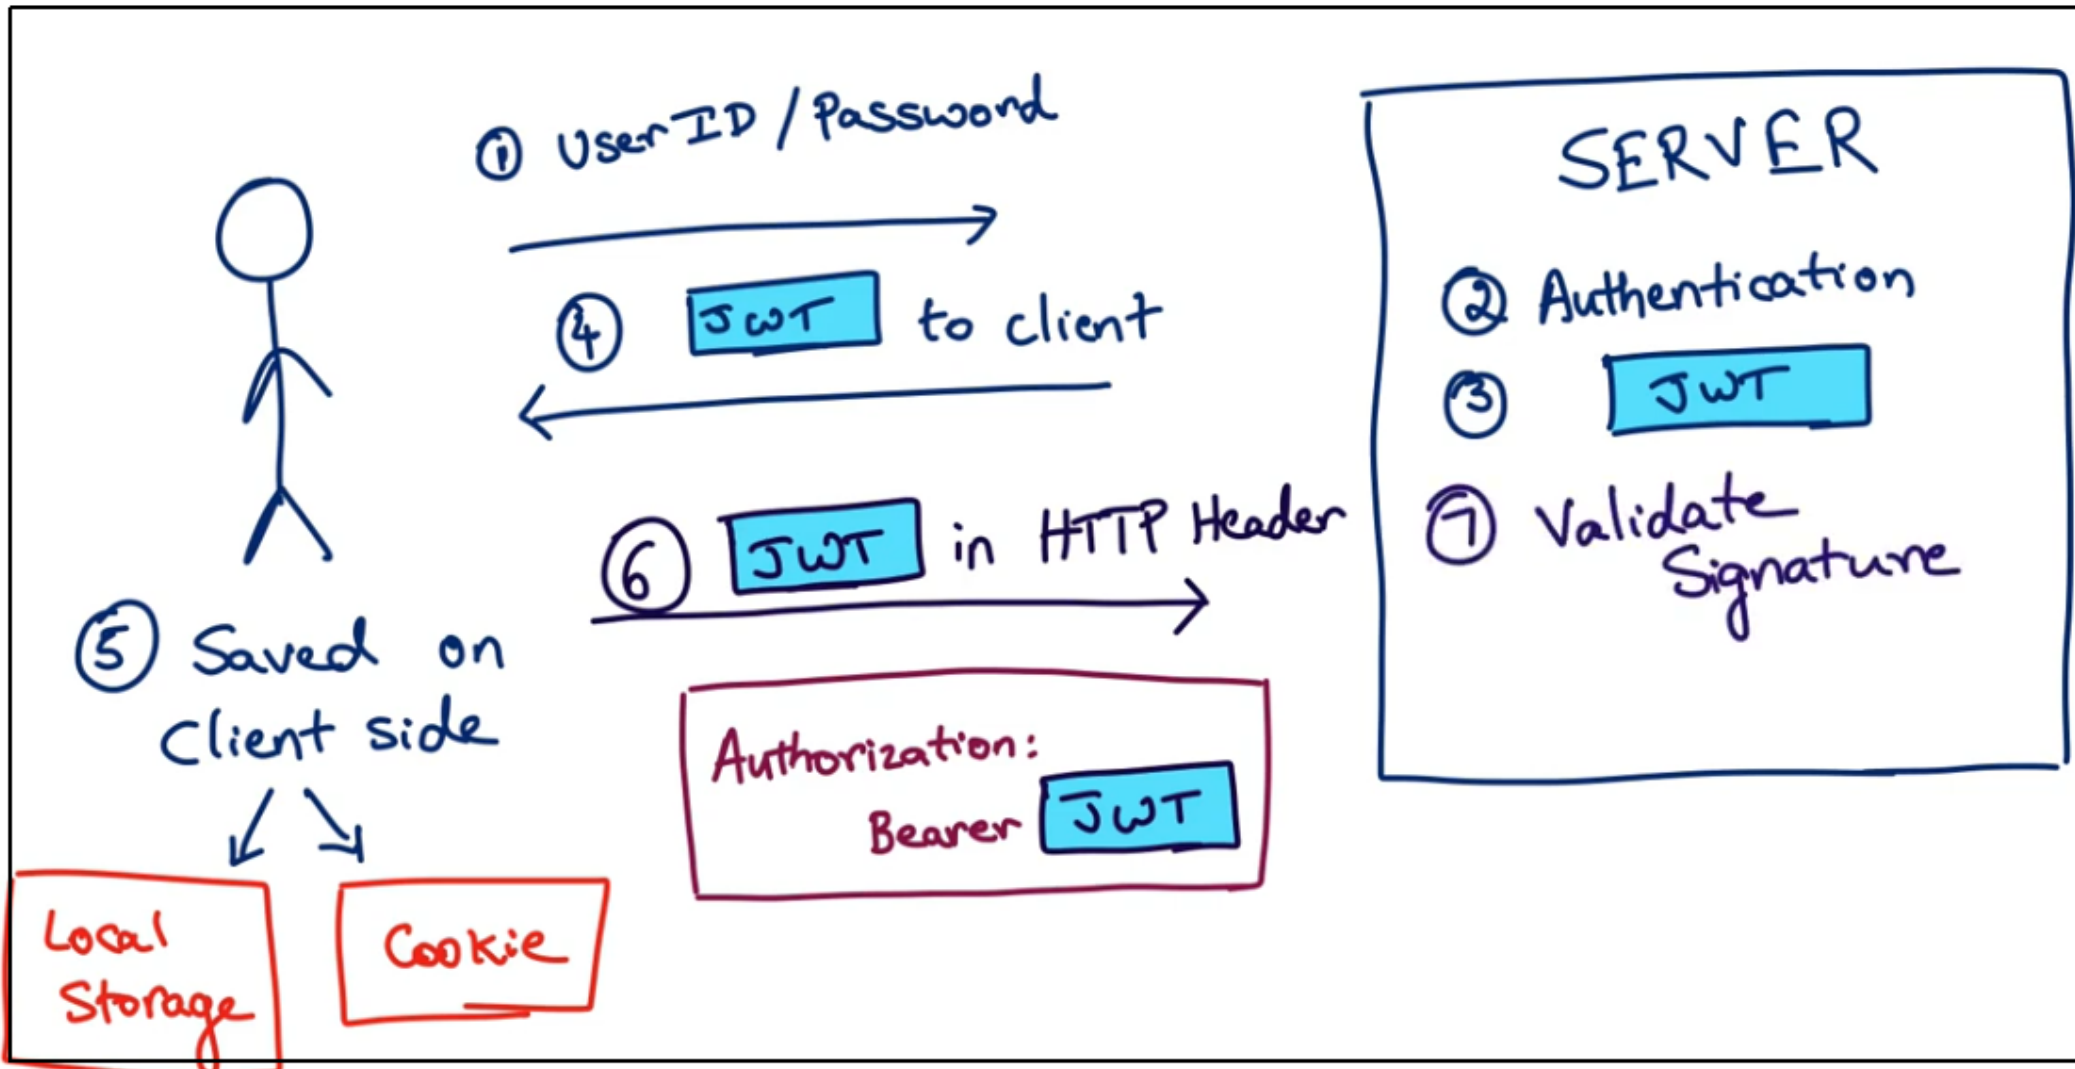 ① UserID / Password
④ JWT to client
⑥ JWT in HTTP Header
Authorization:
Bearer JWT
⑤ Saved on
Client side
Local
Storage
Cookie
SERVER
② Authentication
③ JWT
⑦ Validate
Signature